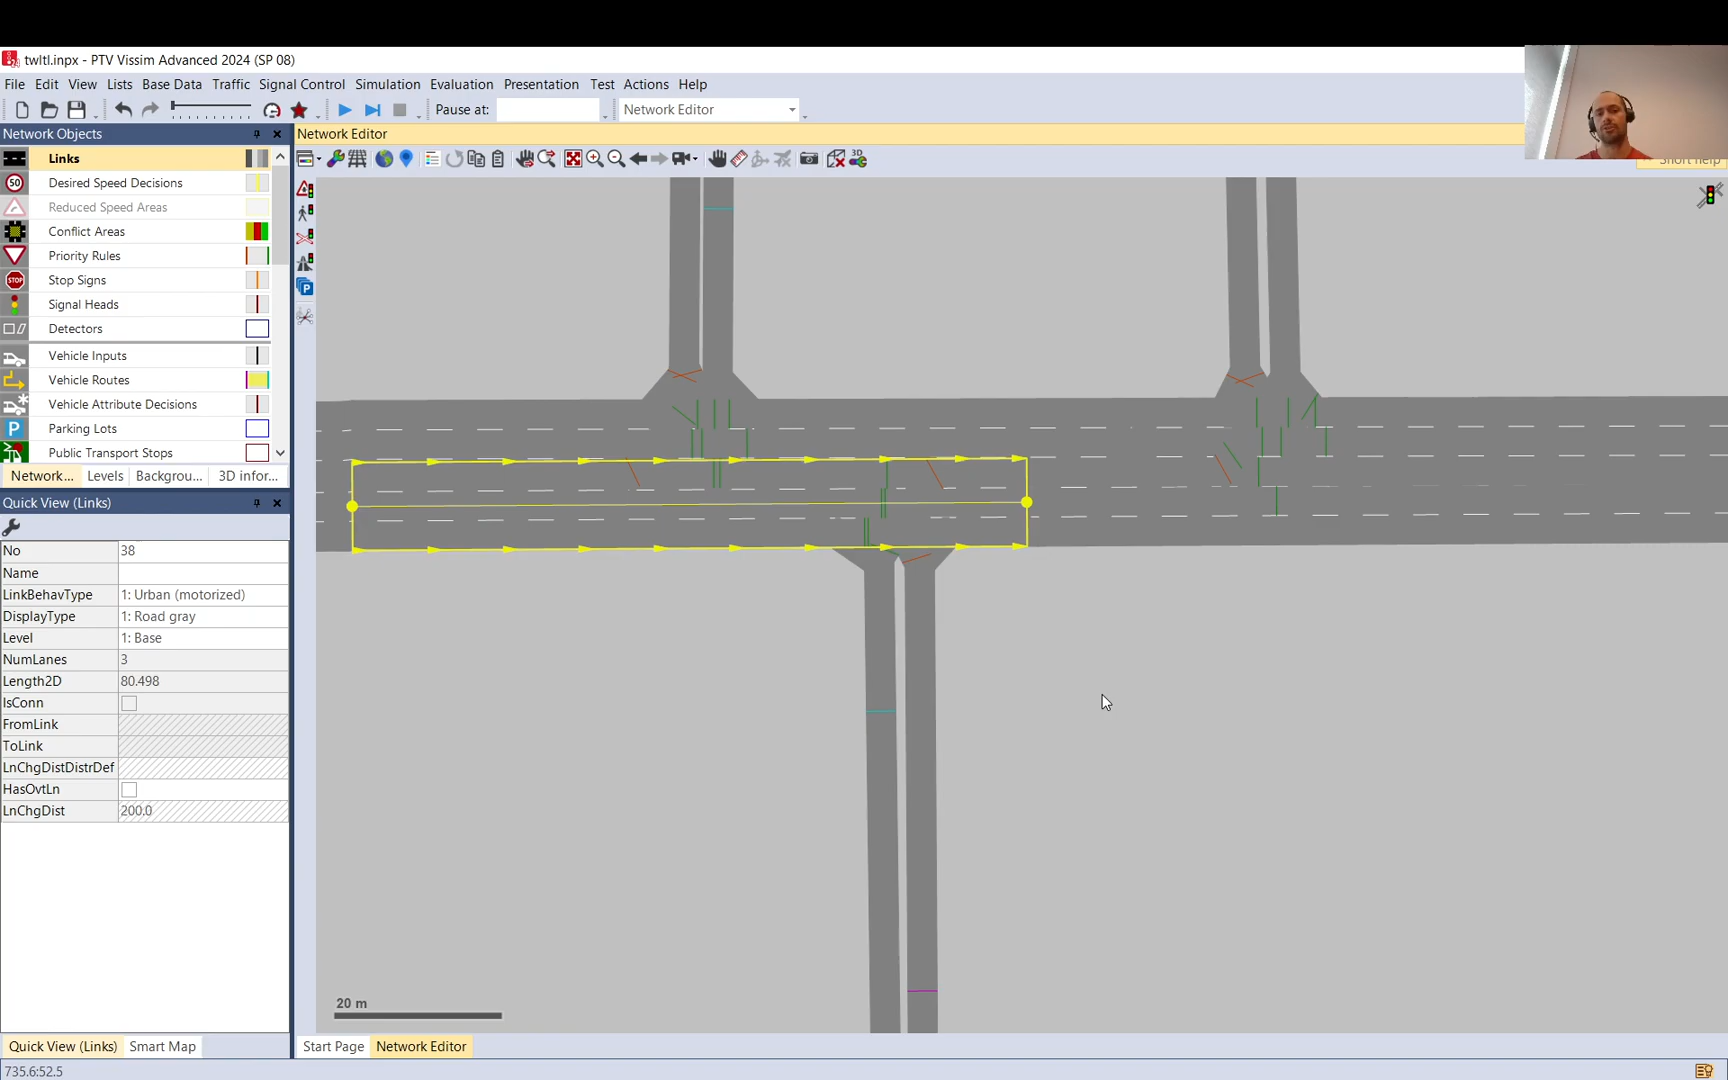 twltl.inpx - PTV Vissim Advanced 2024 (SP 08)
File Edit View Lists Base Data Traffic Signal Control Simulation Evaluation Presentation Test Actions Help
Pause at: Network Editor
Network Objects
Network Editor
Links
50 Desired Speed Decisions
Reduced Speed Areas
Conflict Areas
Priority Rules
STOP Stop Signs
Signal Heads
Detectors
Vehicle Inputs
Vehicle Routes
Vehicle Attribute Decisions
P Parking Lots
Public Transport Stops
Network... Levels Backgrou... 3D infor...
Quick View (Links)
No 38
Name
LinkBehavType 1: Urban (motorized)
DisplayType 1: Road gray
Level 1: Base
NumLanes 3
Length2D 80.498
IsConn
FromLink
ToLink
LnChgDistDistrDef
HasOvtLn
LnChgDist 200.0
Quick View (Links) Smart Map
3D
Short help
P
20 m
Start Page Network Editor
735.6:52.5